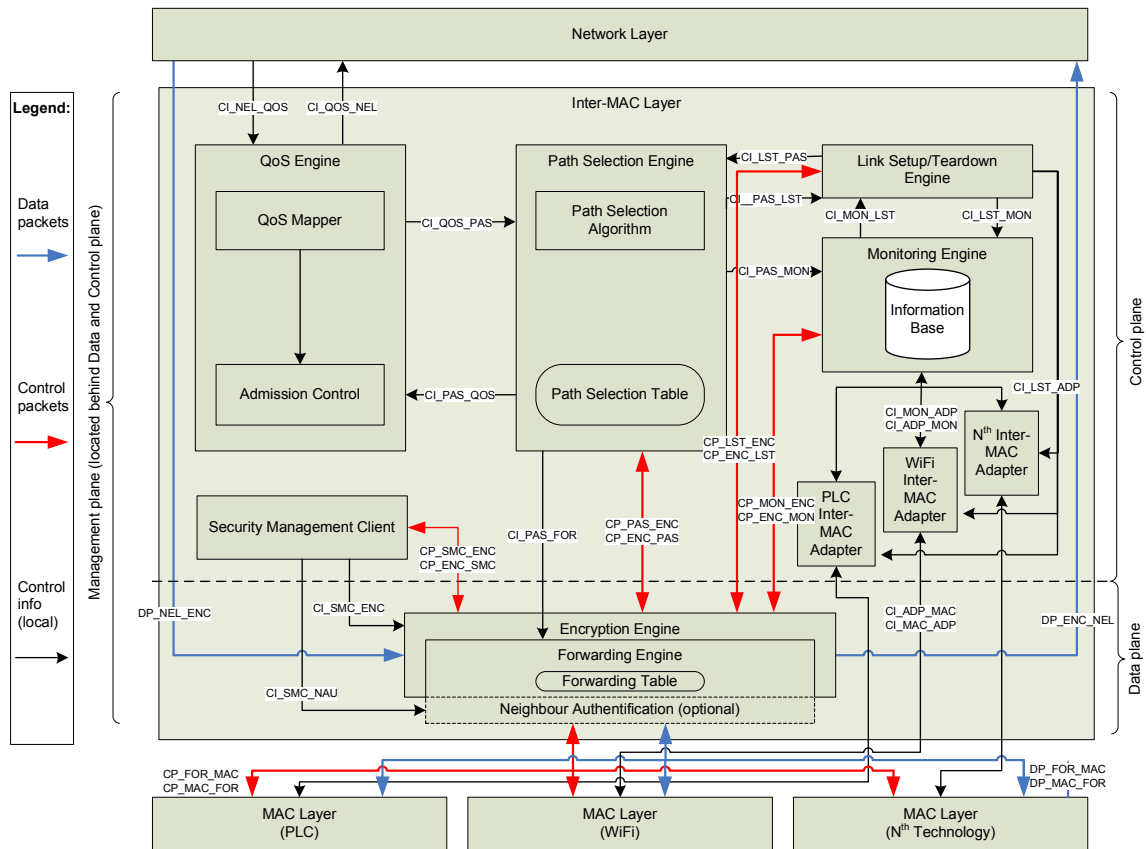 Network Layer
Legend:
Data
packets
Control
packets
Control
info
(local)
Management plane (located behind Data and Control plane)
CI_NEL_QOS
CI_QOS_NEL
Inter-MAC Layer
QoS Engine
QoS Mapper
Admission Control
CI_QOS_PAS
CI_PAS_QOS
Path Selection Engine
Path Selection
Algorithm
Path Selection Table
CI_LST_PAS
CI__PAS_LST
CI_PAS_MON
Link Setup/Teardown
Engine
CI_MON_LST
CI_LST_MON
Monitoring Engine
Information
Base
Control plane
CI_LST_ADP
CI_MON_ADP
CI_ADP_MON
Nth Inter-
MAC
Adapter
WiFi
Inter-
MAC
Adapter
PLC
Inter-
MAC
Adapter
CP_LST_ENC
CP_ENC_LST
CP_MON_ENC
CP_ENC_MON
CP_PAS_ENC
CP_ENC_PAS
CI_PAS_FOR
Security Management Client
CP_SMC_ENC
CP_ENC_SMC
DP_NEL_ENC
CI_SMC_ENC
CI_SMC_NAU
Encryption Engine
Forwarding Engine
Forwarding Table
Neighbour Authentification (optional)
CI_ADP_MAC
CI_MAC_ADP
DP_ENC_NEL
Data plane
CP_FOR_MAC
CP_MAC_FOR
DP_FOR_MAC
DP_MAC_FOR
MAC Layer
(PLC)
MAC Layer
(WiFi)
MAC Layer
(Nth Technology)